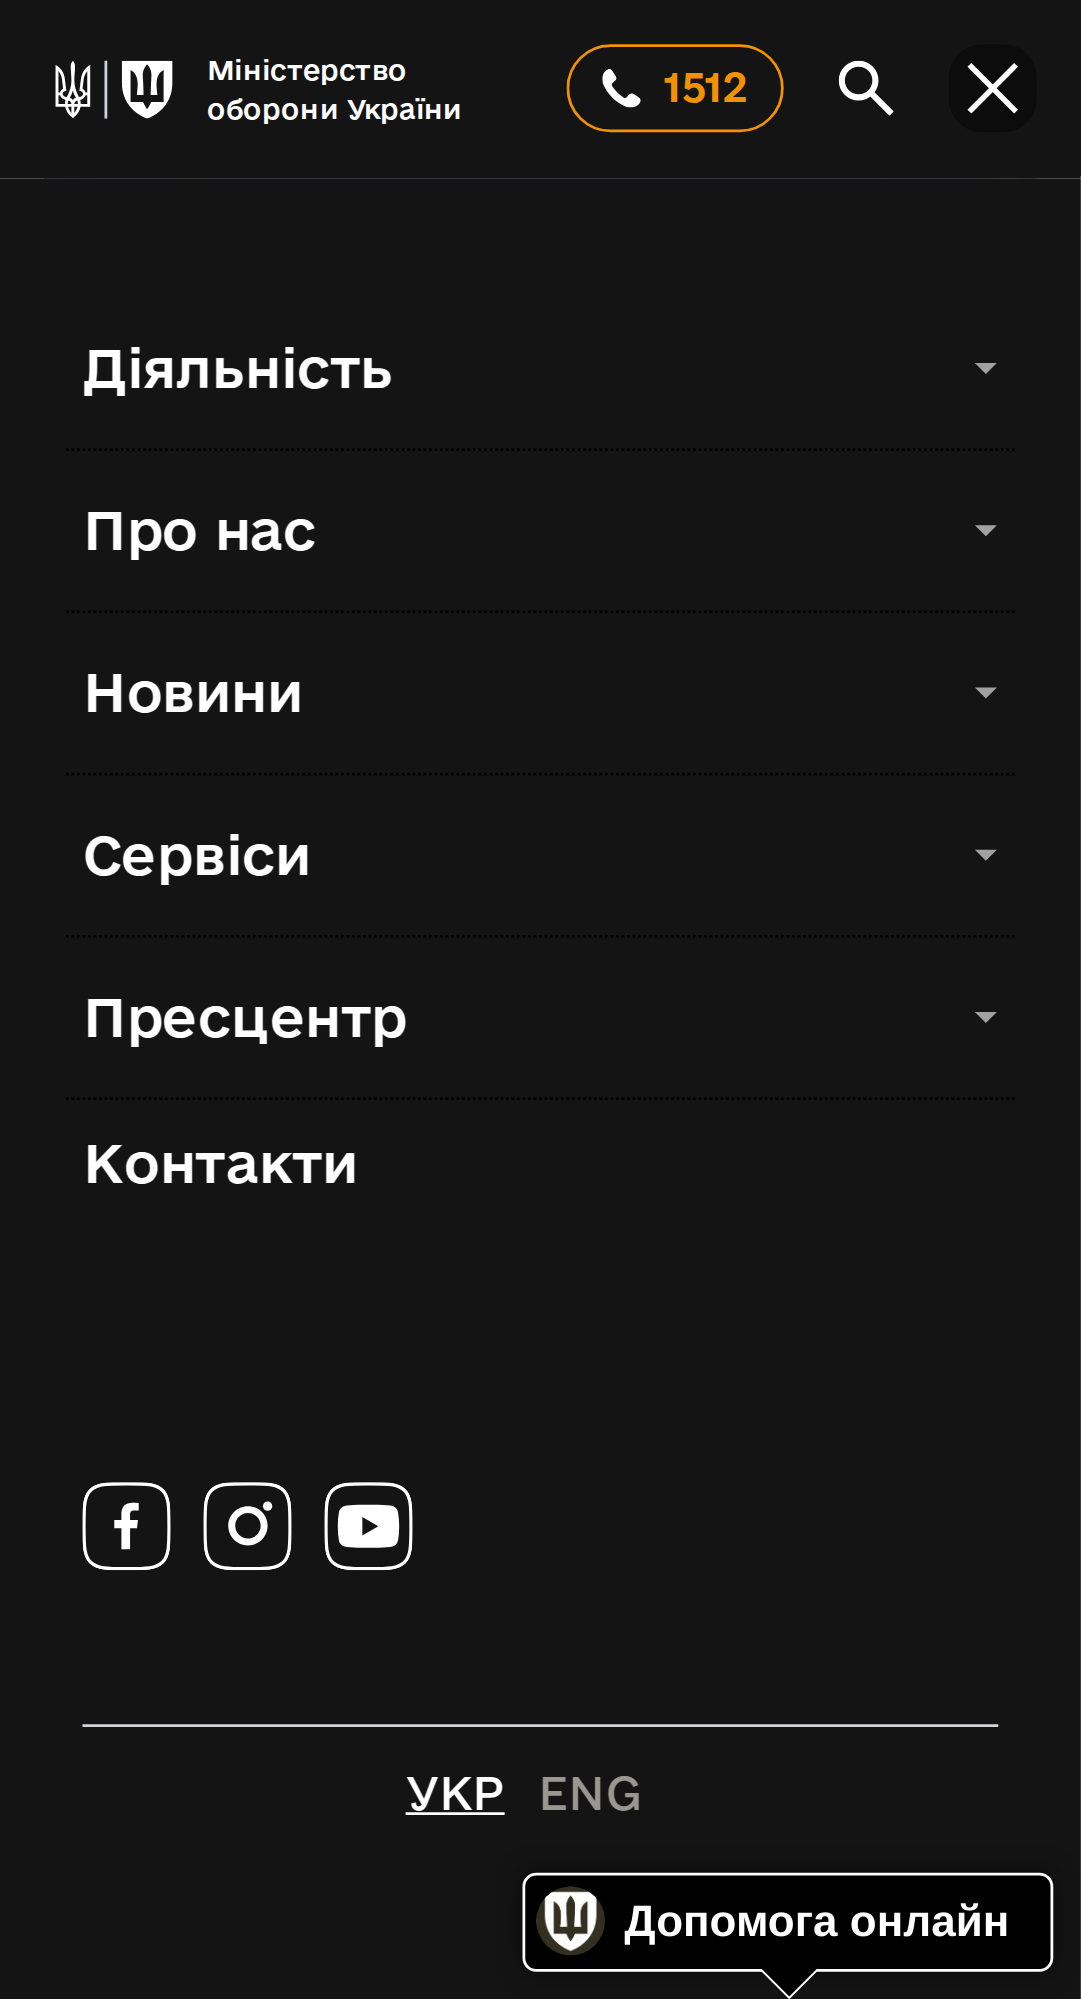 Міністерство
оборони України
1512
Діяльність
Про нас
Новини
Сервіси
Пресцентр
Контакти
УКР ENG
Допомога онлайн